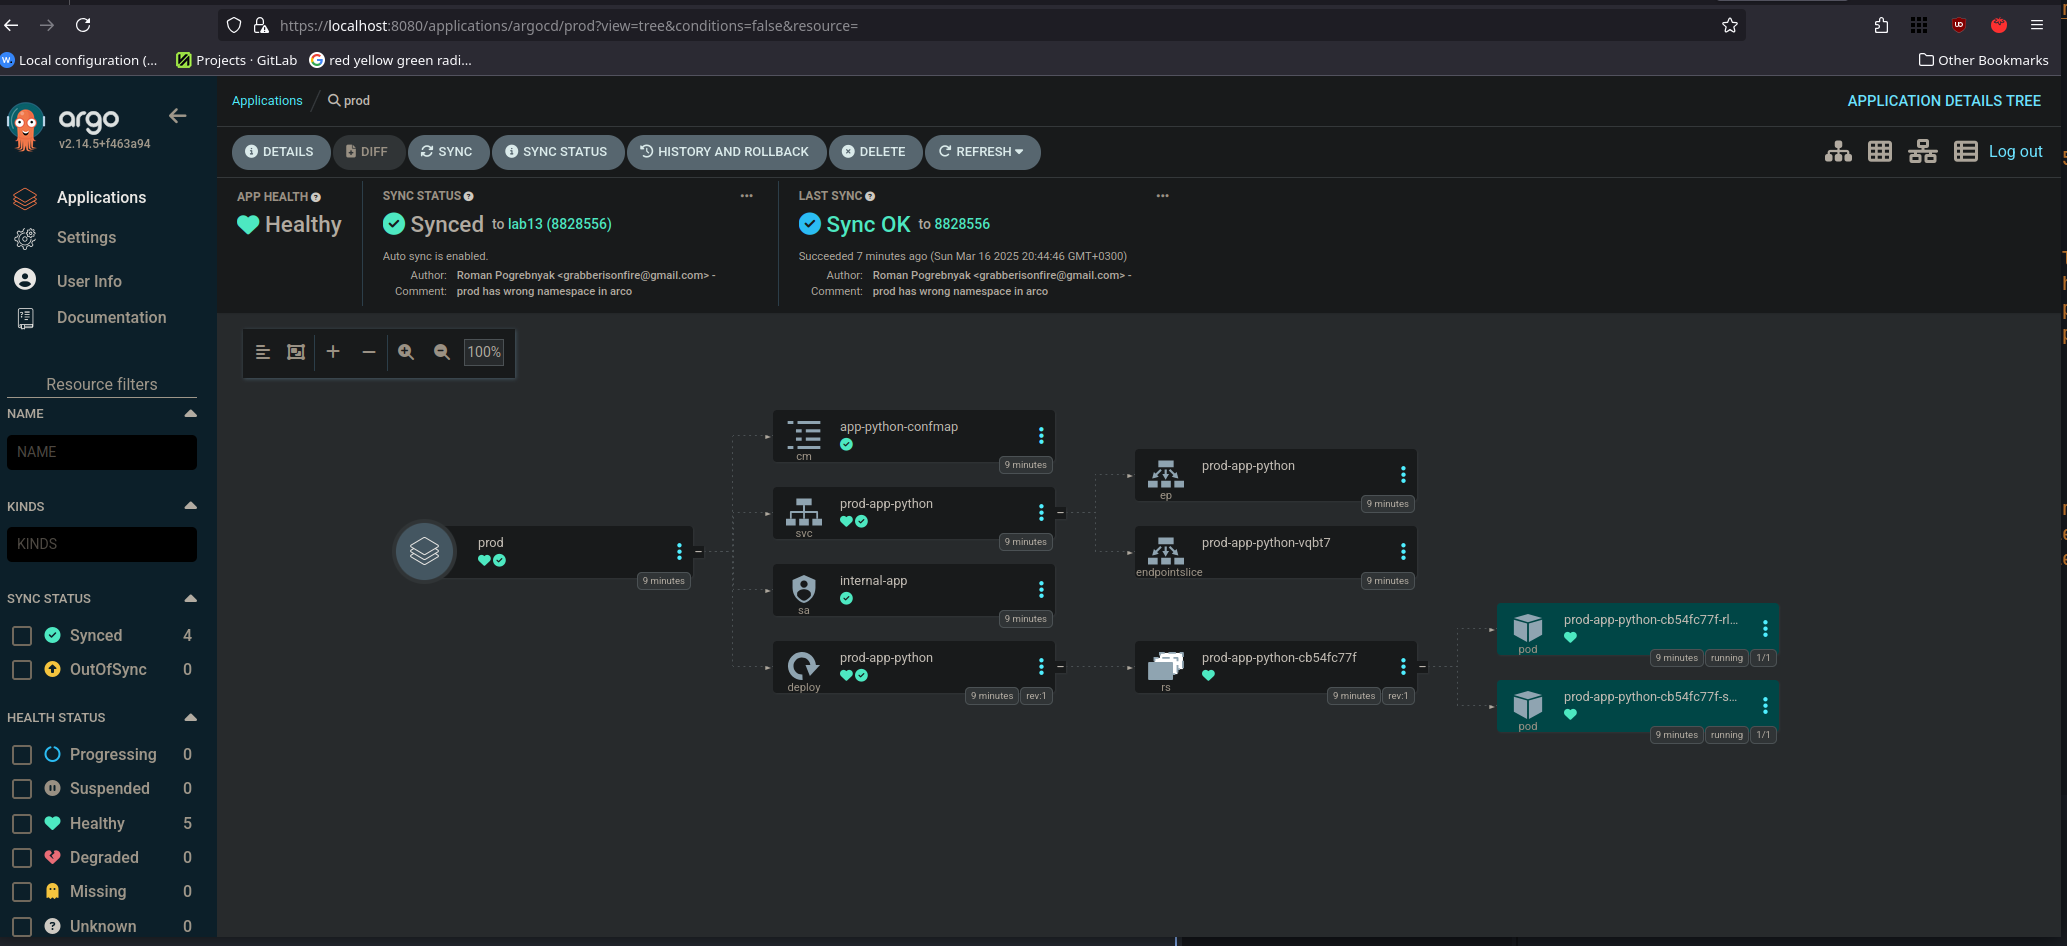 https://localhost:8080/applications/argocd/prod?view=tree&conditions=false&resource=
Local configuration (...
Projects · GitLab
red yellow green radi...
Other Bookmarks
argo
v2.14.5+f463a94
Applications
Settings
User Info
Documentation
Resource filters
NAME
NAME
KINDS
KINDS
SYNC STATUS
Synced 4
OutOfSync 0
HEALTH STATUS
Progressing 0
Suspended 0
Healthy 5
Degraded 0
Missing 0
Unknown 0
Applications / prod
APPLICATION DETAILS TREE
DETAILS
DIFF
SYNC
SYNC STATUS
HISTORY AND ROLLBACK
DELETE
REFRESH
Log out
APP HEALTH
Healthy
SYNC STATUS
Synced to lab13 (8828556)
Auto sync is enabled.
Author: Roman Pogrebnyak <grabberisonfire@gmail.com> -
Comment: prod has wrong namespace in arco
LAST SYNC
Sync OK to 8828556
Succeeded 7 minutes ago (Sun Mar 16 2025 20:44:46 GMT+0300)
Author: Roman Pogrebnyak <grabberisonfire@gmail.com> -
Comment: prod has wrong namespace in arco
100%
prod
9 minutes
app-python-confmap
cm
9 minutes
prod-app-python
svc
9 minutes
internal-app
sa
9 minutes
prod-app-python
deploy
9 minutes rev:1
prod-app-python
ep
9 minutes
prod-app-python-vqbt7
endpointslice
9 minutes
prod-app-python-cb54fc77f
rs
9 minutes rev:1
prod-app-python-cb54fc77f-rl...
pod
9 minutes running 1/1
prod-app-python-cb54fc77f-s...
pod
9 minutes running 1/1